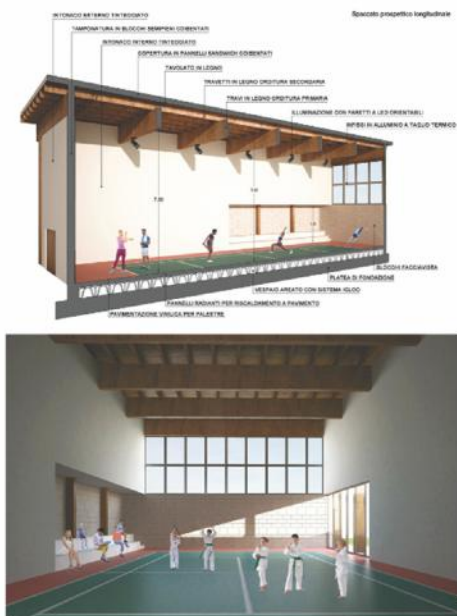 Spaccato prospettico longitudinale
INTONACO ESTERNO TINTEGGIATO
TAMPONATURA IN BLOCCHI SEMIPIENI COIBENTATI
INTONACO INTERNO TINTEGGIATO
COPERTURA IN PANNELLI SANDWICH COIBENTATI
TAVOLATO IN LEGNO
TRAVETTI IN LEGNO ORDITURA SECONDARIA
TRAVI IN LEGNO ORDITURA PRIMARIA
ILLUMINAZIONE CON FARETTI A LED ORIENTABILI
INFISSI IN ALLUMINIO A TAGLIO TERMICO
BLOCCHI FACCIAVISTA
PLATEA DI FONDAZIONE
VESPAIO AREATO CON SISTEMA IGLOO
PANNELLI RADIANTI PER RISCALDAMENTO A PAVIMENTO
PAVIMENTAZIONE VINILICA PER PALESTRE